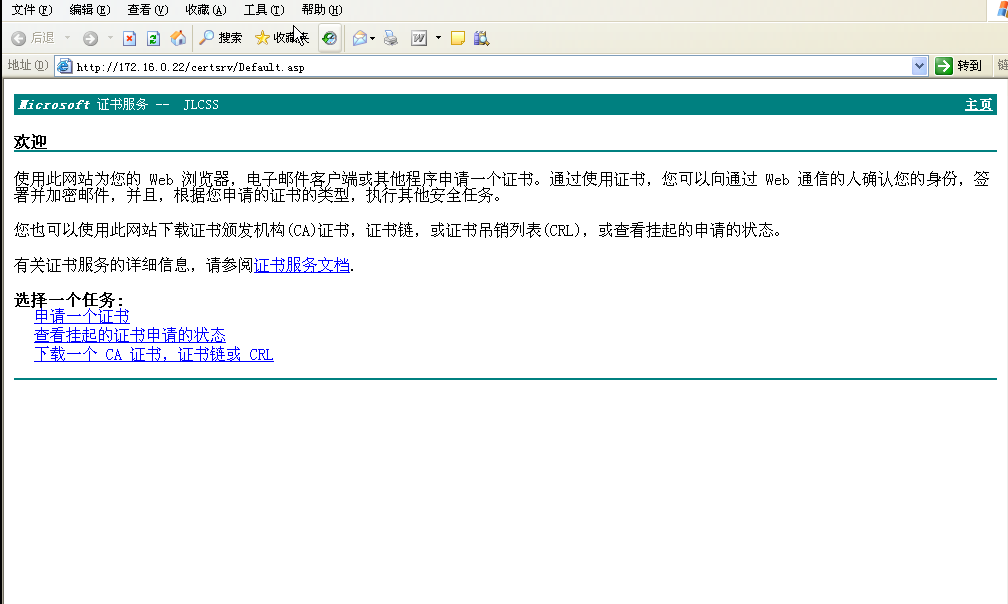 文件(F) 编辑(E) 查看(V) 收藏(A) 工具(T) 帮助(H)
后退 搜索 收藏夹
地址(D) http://172.16.0.22/certsrv/Default.asp 转到 链
Microsoft 证书服务 -- JLCSS 主页
欢迎
使用此网站为您的 Web 浏览器，电子邮件客户端或其他程序申请一个证书。通过使用证书，您可以向通过 Web 通信的人确认您的身份，签
署并加密邮件，并且，根据您申请的证书的类型，执行其他安全任务。
您也可以使用此网站下载证书颁发机构(CA)证书，证书链，或证书吊销列表(CRL)，或查看挂起的申请的状态。
有关证书服务的详细信息，请参阅证书服务文档.
选择一个任务:
申请一个证书
查看挂起的证书申请的状态
下载一个 CA 证书，证书链或 CRL